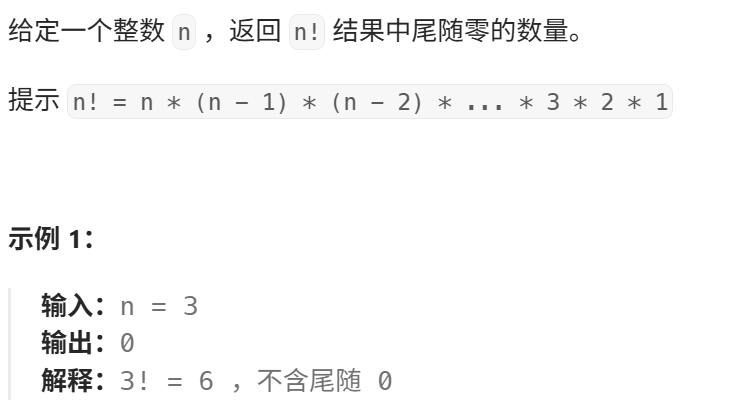 给定一个整数 n ，返回 n! 结果中尾随零的数量。
提示 n! = n * (n - 1) * (n - 2) * ... * 3 * 2 * 1
示例 1：
输入：n = 3
输出：0
解释：3! = 6 ，不含尾随 0